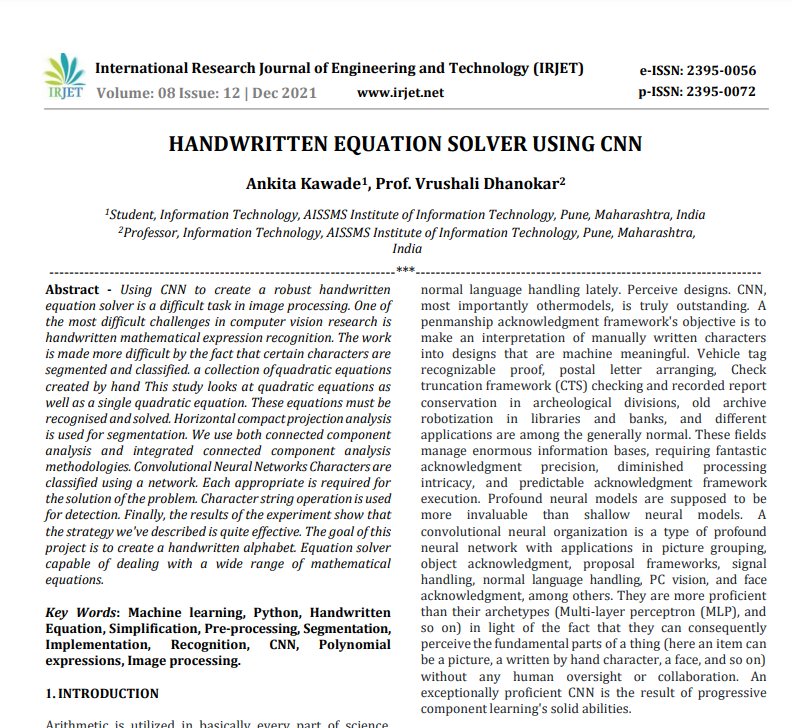 International Research Journal of Engineering and Technology (IRJET)
e-ISSN: 2395-0056
IRJET
Volume: 08 Issue: 12 | Dec 2021
www.irjet.net
p-ISSN: 2395-0072
HANDWRITTEN EQUATION SOLVER USING CNN
Ankita Kawade1, Prof. Vrushali Dhanokar2
1Student, Information Technology, AISSMS Institute of Information Technology, Pune, Maharashtra, India
2Professor, Information Technology, AISSMS Institute of Information Technology, Pune, Maharashtra,
India
---------------------------------------------------------------------***---------------------------------------------------------------------
Abstract - Using CNN to create a robust handwritten
equation solver is a difficult task in image processing. One of
the most difficult challenges in computer vision research is
handwritten mathematical expression recognition. The work
is made more difficult by the fact that certain characters are
segmented and classified. a collection of quadratic equations
created by hand This study looks at quadratic equations as
well as a single quadratic equation. These equations must be
recognised and solved. Horizontal compact projection analysis
is used for segmentation. We use both connected component
analysis and integrated connected component analysis
methodologies. Convolutional Neural Networks Characters are
classified using a network. Each appropriate is required for
the solution of the problem. Character string operation is used
for detection. Finally, the results of the experiment show that
the strategy we've described is quite effective. The goal of this
project is to create a handwritten alphabet. Equation solver
capable of dealing with a wide range of mathematical
equations.
Key Words: Machine learning, Python, Handwritten
Equation, Simplification, Pre-processing, Segmentation,
Implementation, Recognition, CNN, Polynomial
expressions, Image processing.
1. INTRODUCTION
Arithmetic is utilized in basically every part of science,
normal language handling lately. Perceive designs. CNN,
most importantly othermodels, is truly outstanding. A
penmanship acknowledgment framework's objective is to
make an interpretation of manually written characters
into designs that are machine meaningful. Vehicle tag
recognizable proof, postal letter arranging, Check
truncation framework (CTS) checking and recorded report
conservation in archeological divisions, old archive
robotization in libraries and banks, and different
applications are among the generally normal. These fields
manage enormous information bases, requiring fantastic
acknowledgment precision, diminished processing
intricacy, and predictable acknowledgment framework
execution. Profound neural models are supposed to be
more invaluable than shallow neural models. A
convolutional neural organization is a type of profound
neural network with applications in picture grouping,
object acknowledgment, proposal frameworks, signal
handling, normal language handling, PC vision, and face
acknowledgment, among others. They are more proficient
than their archetypes (Multi-layer perceptron (MLP), and
so on) in light of the fact that they can consequently
perceive the fundamental parts of a thing (here an item can
be a picture, a written by hand character, a face, and so on)
without any human oversight or collaboration. An
exceptionally proficient CNN is the result of progressive
component learning's solid abilities.